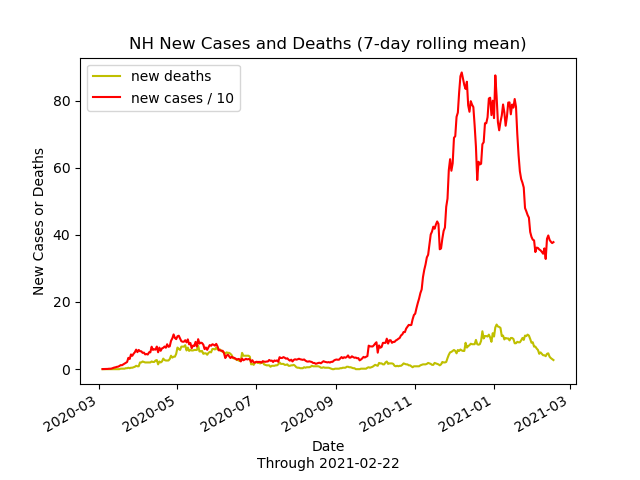 NH New Cases and Deaths (7-day rolling mean)
new deaths
new cases / 10
80
60
40
20
0
New Cases or Deaths
2020-03
2020-05
2020-07
2020-09
2020-11
2021-01
2021-03
Date
Through 2021-02-22